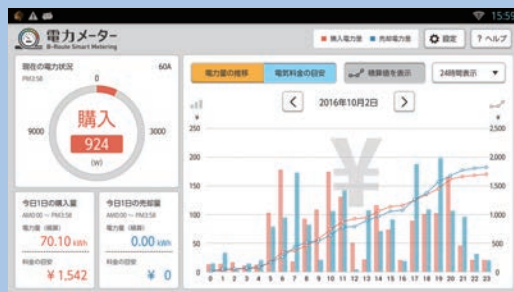 15:59
電力メーター
B-Route Smart Metering
購入電力量 売却電力量
設定
? ヘルプ
現在の電力状況 60A
PM3:58
0
9000 3000
購入
924
(W)
今日1日の購入量
AM0:00 ~ PM3:58
電力量(積算)
70.10 kWh
料金の目安
¥ 1,542
今日1日の売却量
AM0:00 ~ PM3:58
電力量(積算)
0.00 kWh
料金の目安
¥ 0
電力量の推移 電気料金の目安 積算値を表示 24時間表示 ▼
< 2016年10月2日 >
¥ ¥
250 2,500
200 2,000
150 1,500
100 1,000
50 500
0 0
¥
0 1 2 3 4 5 6 7 8 9 10 11 12 13 14 15 16 17 18 19 20 21 22 23